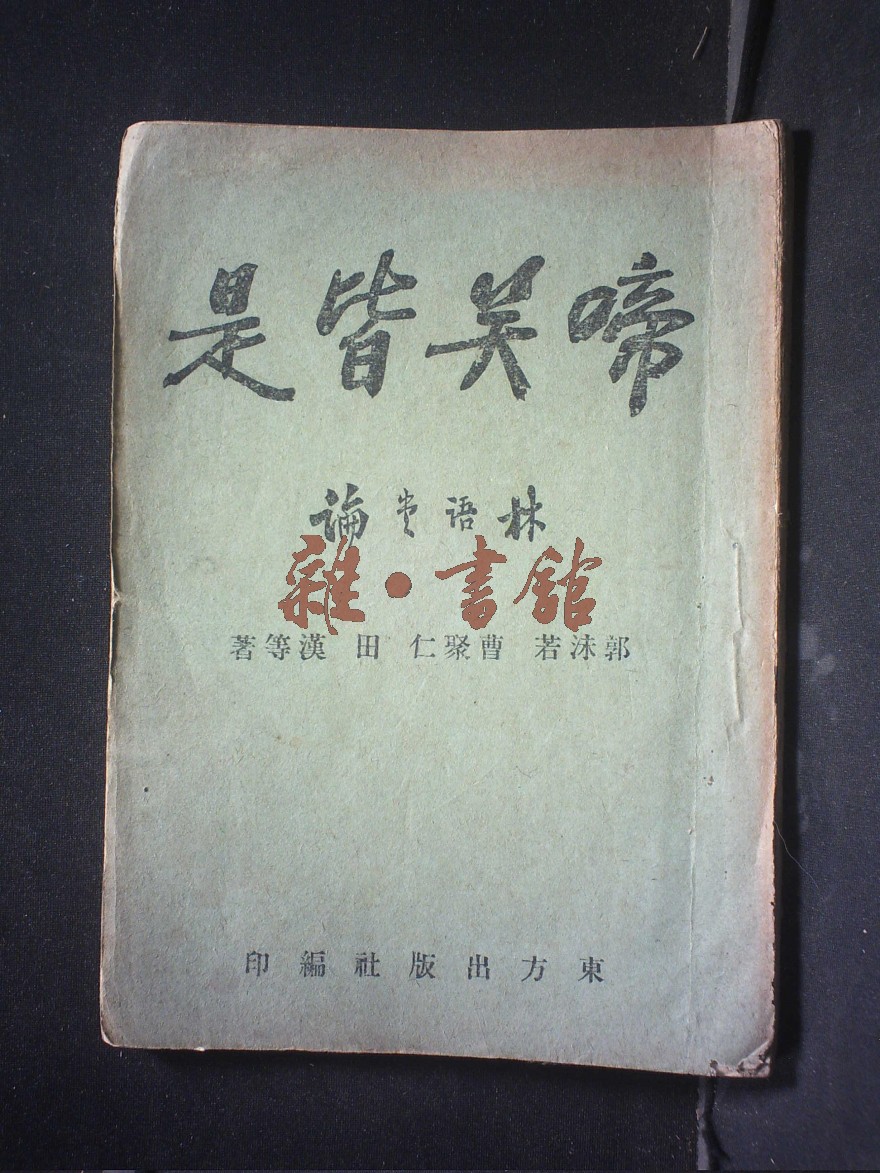 啼笑皆是
林語堂論
雜·書館
郭沫若 曹聚仁 田 漢等著
東方出版社編印